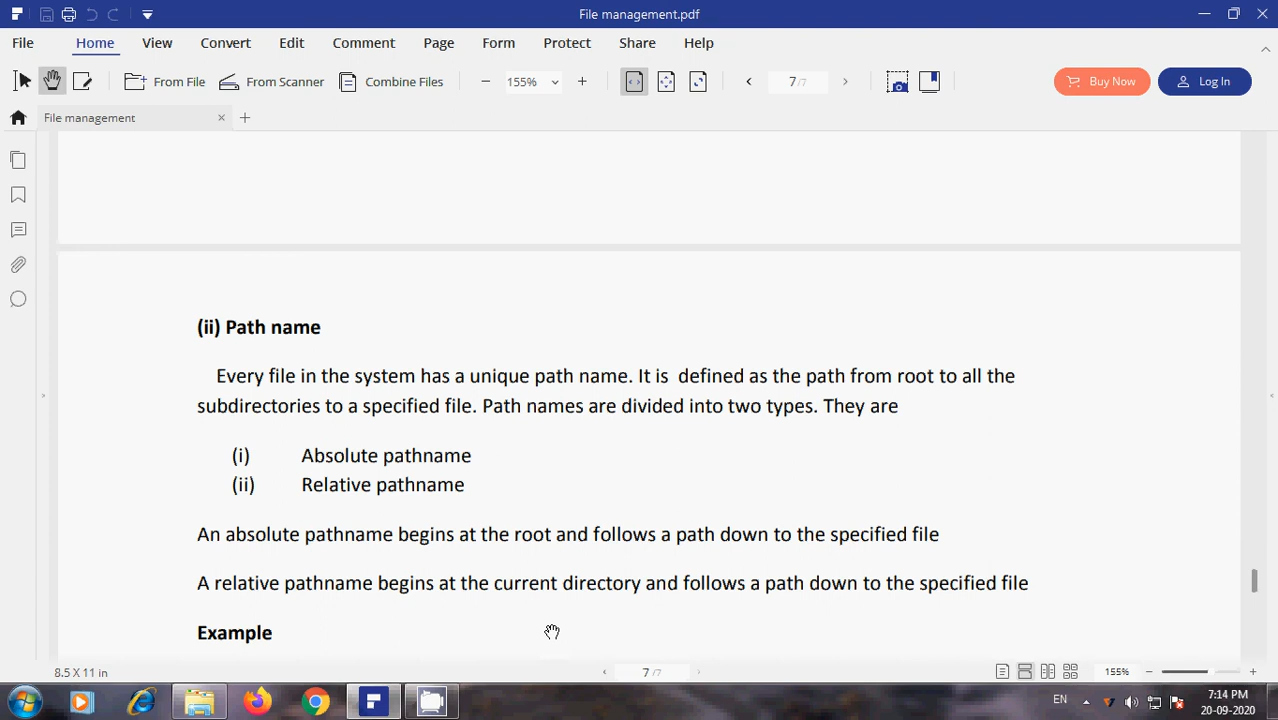 File management.pdf
File Home View Convert Edit Comment Page Form Protect Share Help
From File From Scanner Combine Files 155% 7/7 Buy Now Log In
File management
(ii) Path name
Every file in the system has a unique path name. It is defined as the path from root to all the
subdirectories to a specified file. Path names are divided into two types. They are
(i) Absolute pathname
(ii) Relative pathname
An absolute pathname begins at the root and follows a path down to the specified file
A relative pathname begins at the current directory and follows a path down to the specified file
Example
8.5 X 11 in 7/7 155%
EN 7:14 PM
20-09-2020